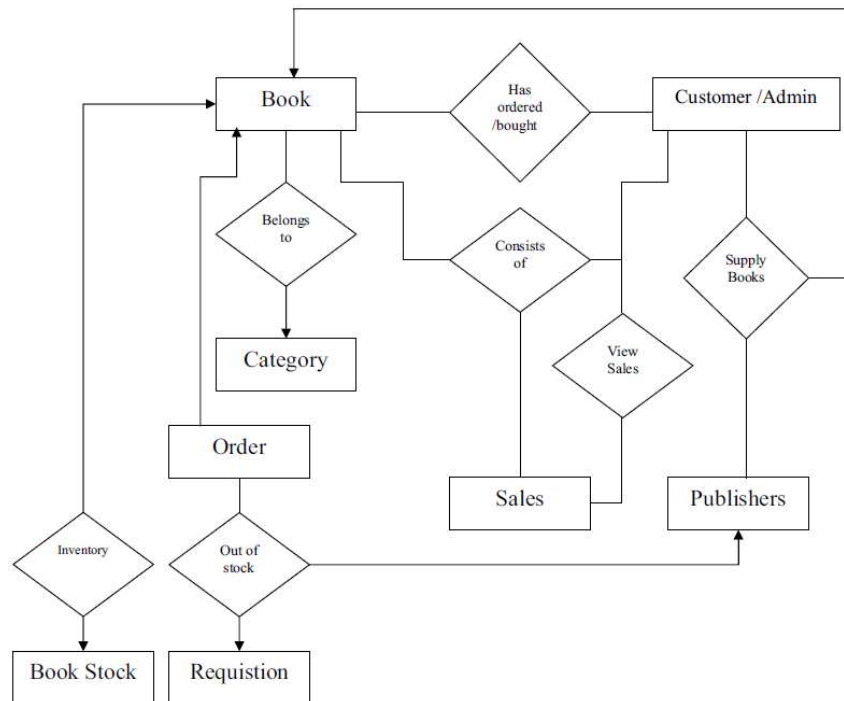 Book
Has
ordered
/bought
Customer /Admin
Belongs
to
Consists
of
Supply
Books
Category
View
Sales
Order
Sales
Publishers
Inventory
Out of
stock
Book Stock
Requistion